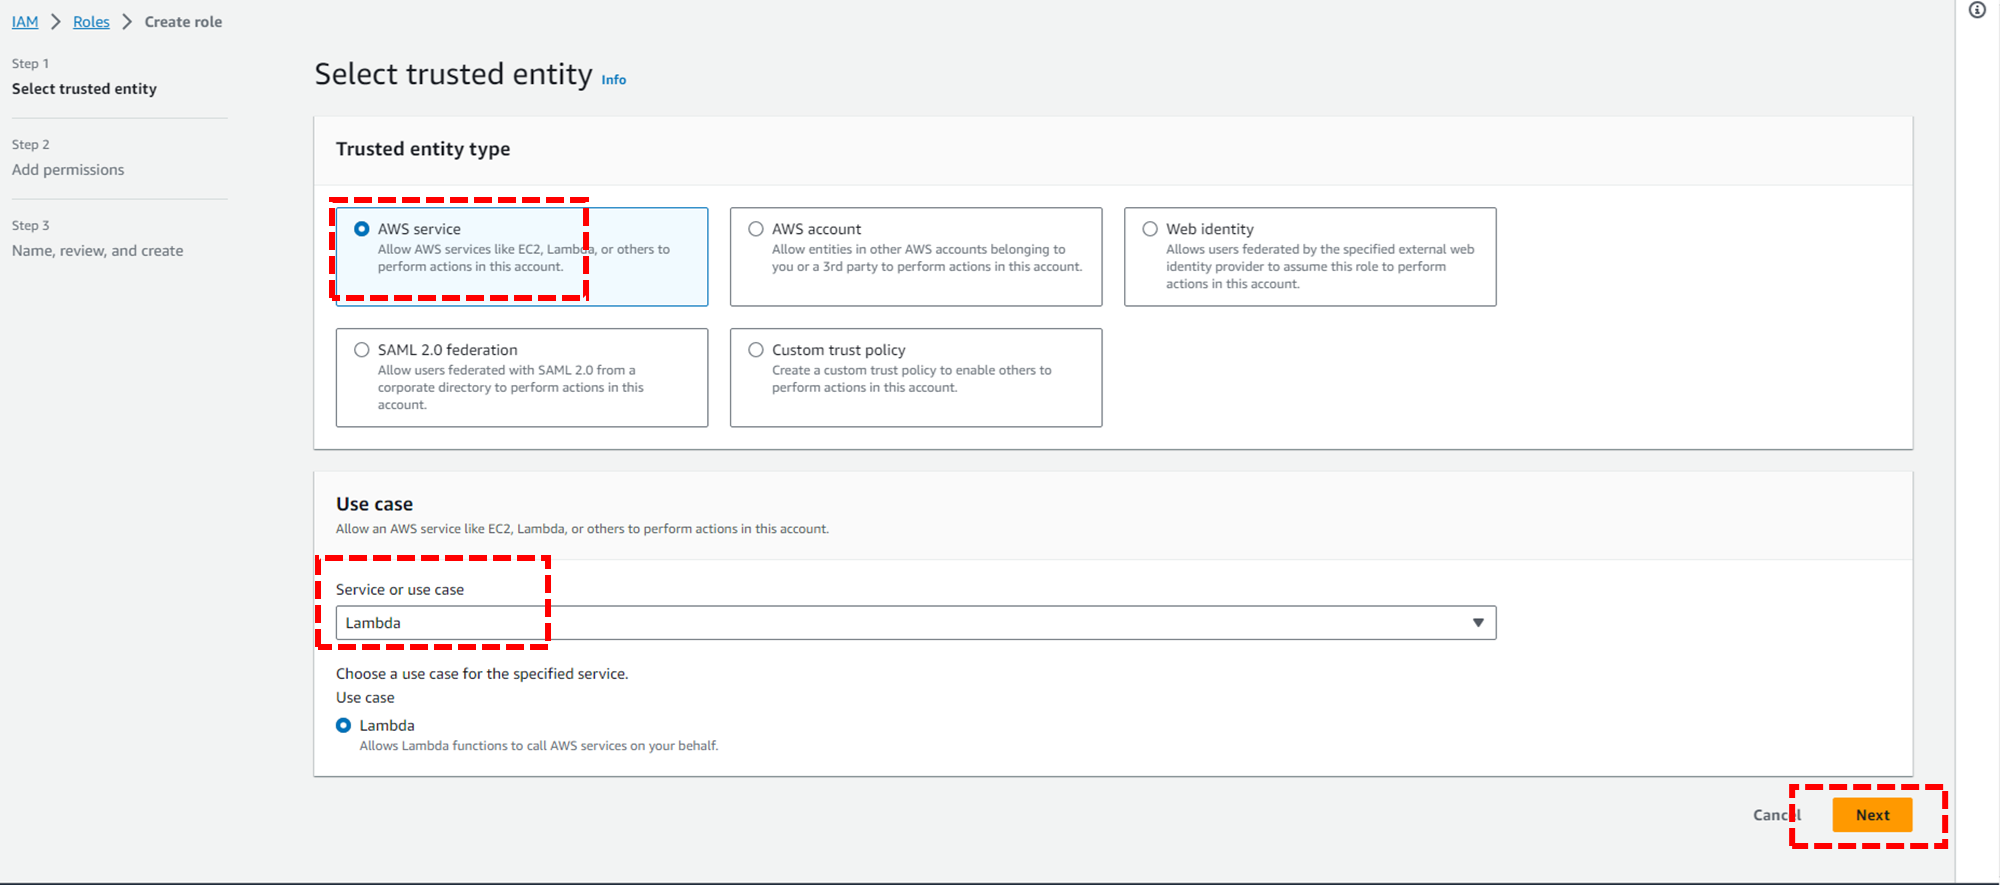 IAM > Roles > Create role
Step 1
Select trusted entity
Step 2
Add permissions
Step 3
Name, review, and create
Select trusted entity Info
Trusted entity type
AWS service
Allow AWS services like EC2, Lambda, or others to
perform actions in this account.
AWS account
Allow entities in other AWS accounts belonging to
you or a 3rd party to perform actions in this account.
Web identity
Allows users federated by the specified external web
identity provider to assume this role to perform
actions in this account.
SAML 2.0 federation
Allow users federated with SAML 2.0 from a
corporate directory to perform actions in this
account.
Custom trust policy
Create a custom trust policy to enable others to
perform actions in this account.
Use case
Allow an AWS service like EC2, Lambda, or others to perform actions in this account.
Service or use case
Lambda
Choose a use case for the specified service.
Use case
Lambda
Allows Lambda functions to call AWS services on your behalf.
Cancel
Next